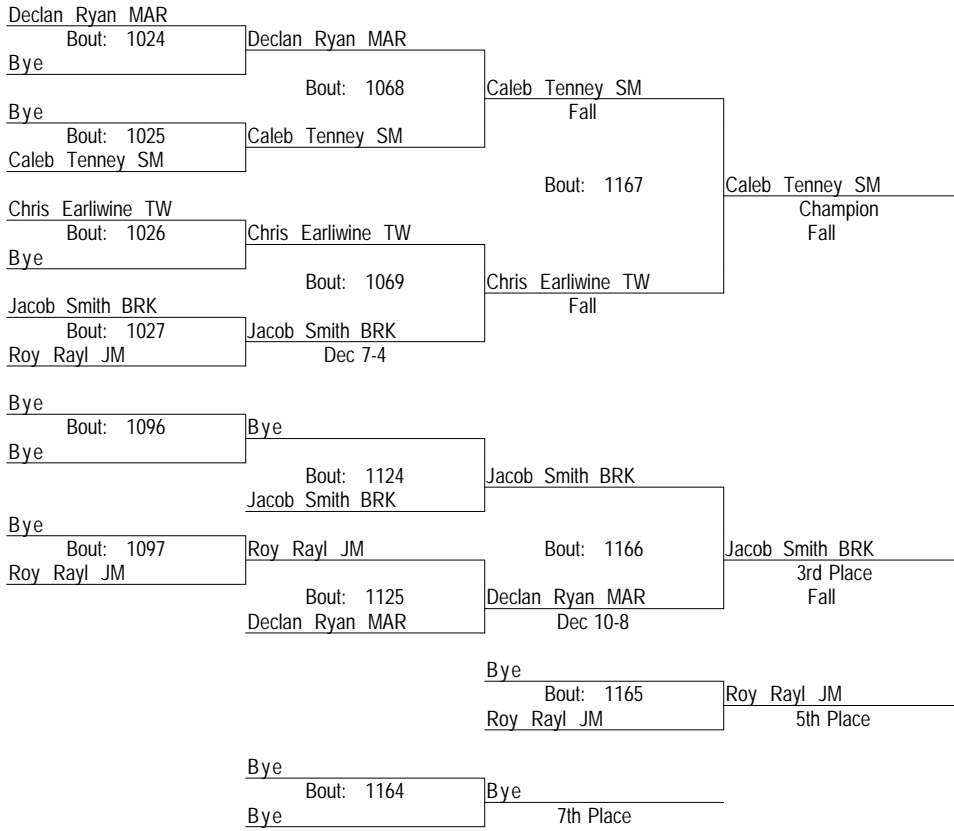 Declan Ryan MAR
Bout: 1024
Declan Ryan MAR
Bye
Bout: 1068
Caleb Tenney SM
Fall
Bye
Bout: 1025
Caleb Tenney SM
Caleb Tenney SM
Bout: 1167
Caleb Tenney SM
Champion
Fall
Chris Earliwine TW
Bout: 1026
Chris Earliwine TW
Bye
Bout: 1069
Chris Earliwine TW
Fall
Jacob Smith BRK
Bout: 1027
Jacob Smith BRK
Dec 7-4
Roy Rayl JM
Bye
Bout: 1096
Bye
Bye
Bout: 1124
Jacob Smith BRK
Jacob Smith BRK
Bye
Bout: 1097
Roy Rayl JM
Bout: 1166
Jacob Smith BRK
3rd Place
Fall
Roy Rayl JM
Bout: 1125
Declan Ryan MAR
Dec 10-8
Declan Ryan MAR
Bye
Bout: 1165
Roy Rayl JM
5th Place
Roy Rayl JM
Bye
Bout: 1164
Bye
7th Place
Bye